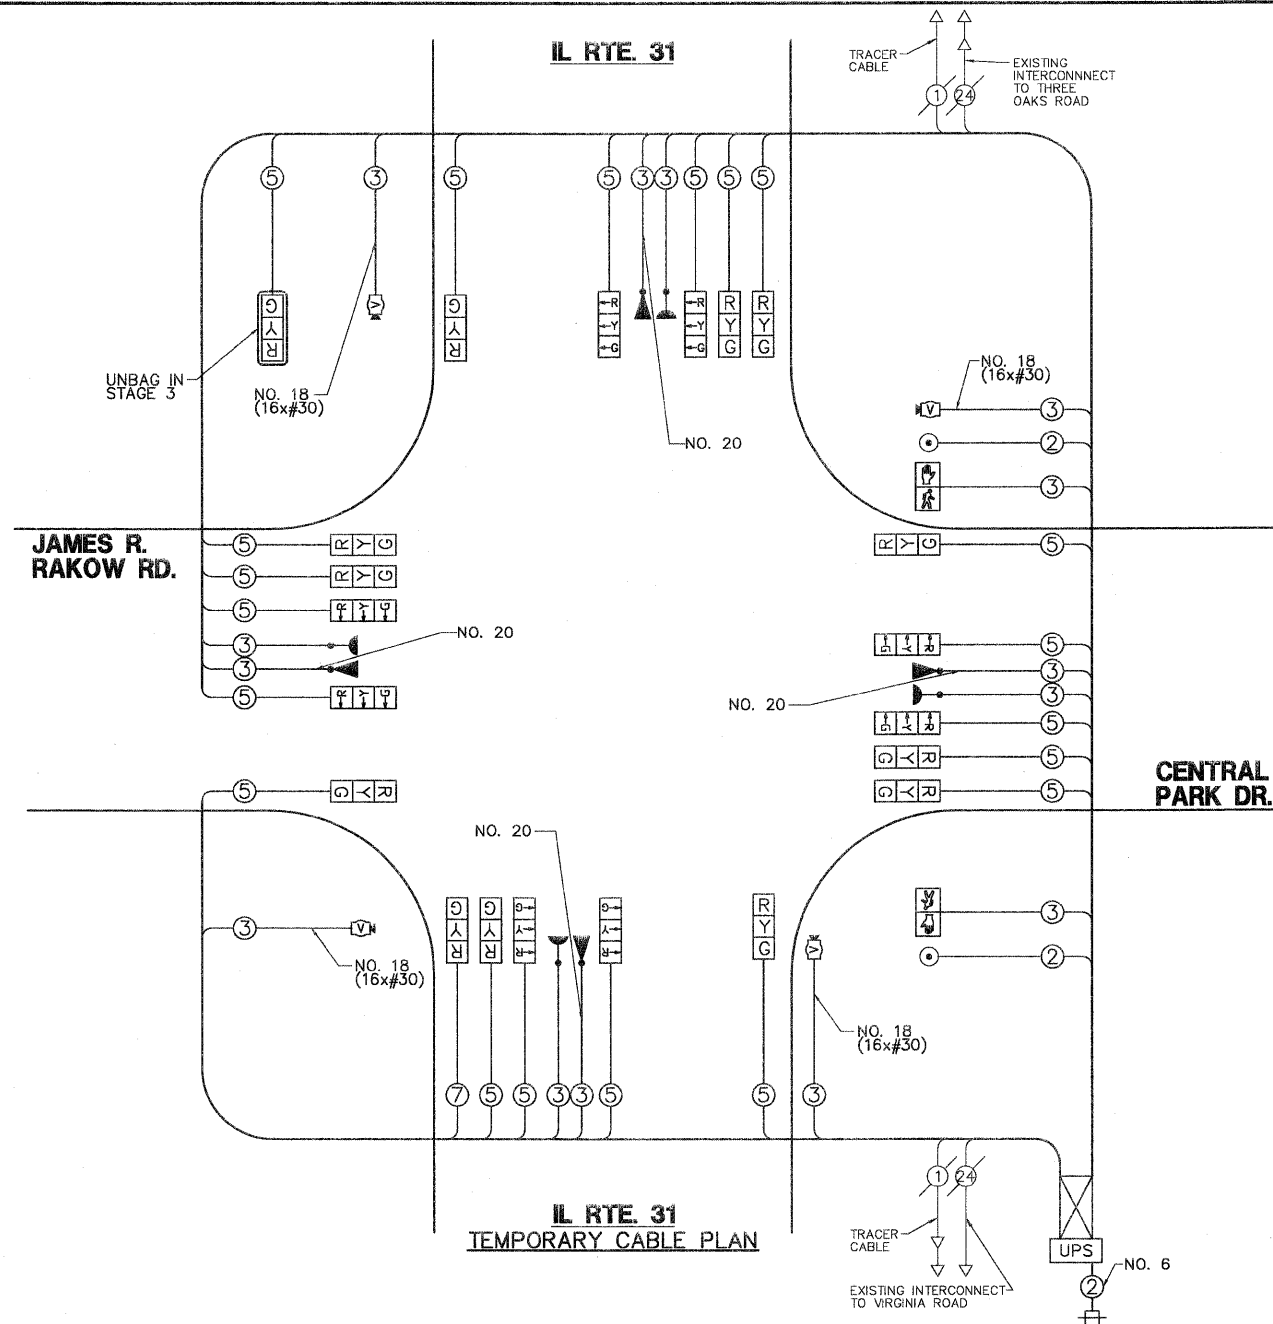 IL RTE. 31
TRACER
CABLE
EXISTING
INTERCONNNECT
TO THREE
OAKS ROAD
1 24
5 3 5 5 3 3 5 5 5
G Y R
V
G Y R
R Y G
R Y G
R Y G
R Y G
UNBAG IN
STAGE 3
NO. 18
(16x#30)
NO. 20
NO. 18
(16x#30)
V 3
2
3
JAMES R.
RAKOW RD.
5 R Y G
5 R Y G
5 R Y G
3
3
NO. 20
5 R Y G
5 G Y R
R Y G 5
G Y R 5
3
NO. 20
3
G Y R 5
G Y R 5
G Y R 5
CENTRAL
PARK DR.
NO. 20
3 V
NO. 18
(16x#30)
G Y R
G Y R
G Y R
G Y R
R Y G
V
NO. 18
(16x#30)
3
2
7 5 5 3 3 5 5 3
IL RTE. 31
TEMPORARY CABLE PLAN
1 24
TRACER
CABLE
EXISTING INTERCONNECT
TO VIRGINIA ROAD
UPS
NO. 6
2